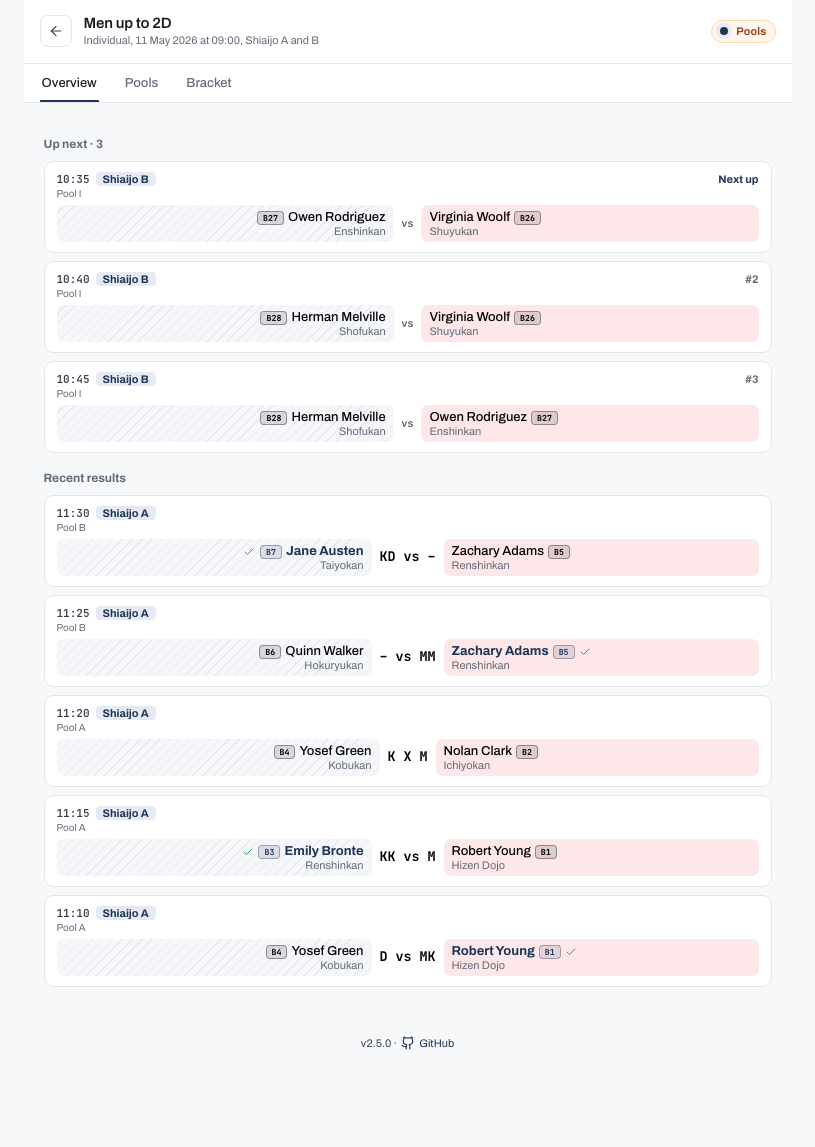 Men up to 2D
Individual, 11 May 2026 at 09:00, Shiaijo A and B
Pools
Overview Pools Bracket
Up next · 3
10:35 Shiaijo B Next up
Pool I
B27 Owen Rodriguez vs Virginia Woolf B26
Enshinkan Shuyukan
10:40 Shiaijo B #2
Pool I
B28 Herman Melville vs Virginia Woolf B26
Shofukan Shuyukan
10:45 Shiaijo B #3
Pool I
B28 Herman Melville vs Owen Rodriguez B27
Shofukan Enshinkan
Recent results
11:30 Shiaijo A
Pool B
✓ B7 Jane Austen KD vs – Zachary Adams B5
Taiyokan Renshinkan
11:25 Shiaijo A
Pool B
B6 Quinn Walker – vs MM Zachary Adams B5 ✓
Hokuryukan Renshinkan
11:20 Shiaijo A
Pool A
B4 Yosef Green K X M Nolan Clark B2
Kobukan Ichiyokan
11:15 Shiaijo A
Pool A
✓ B3 Emily Bronte KK vs M Robert Young B1
Renshinkan Hizen Dojo
11:10 Shiaijo A
Pool A
B4 Yosef Green D vs MK Robert Young B1 ✓
Kobukan Hizen Dojo
v2.5.0 · GitHub